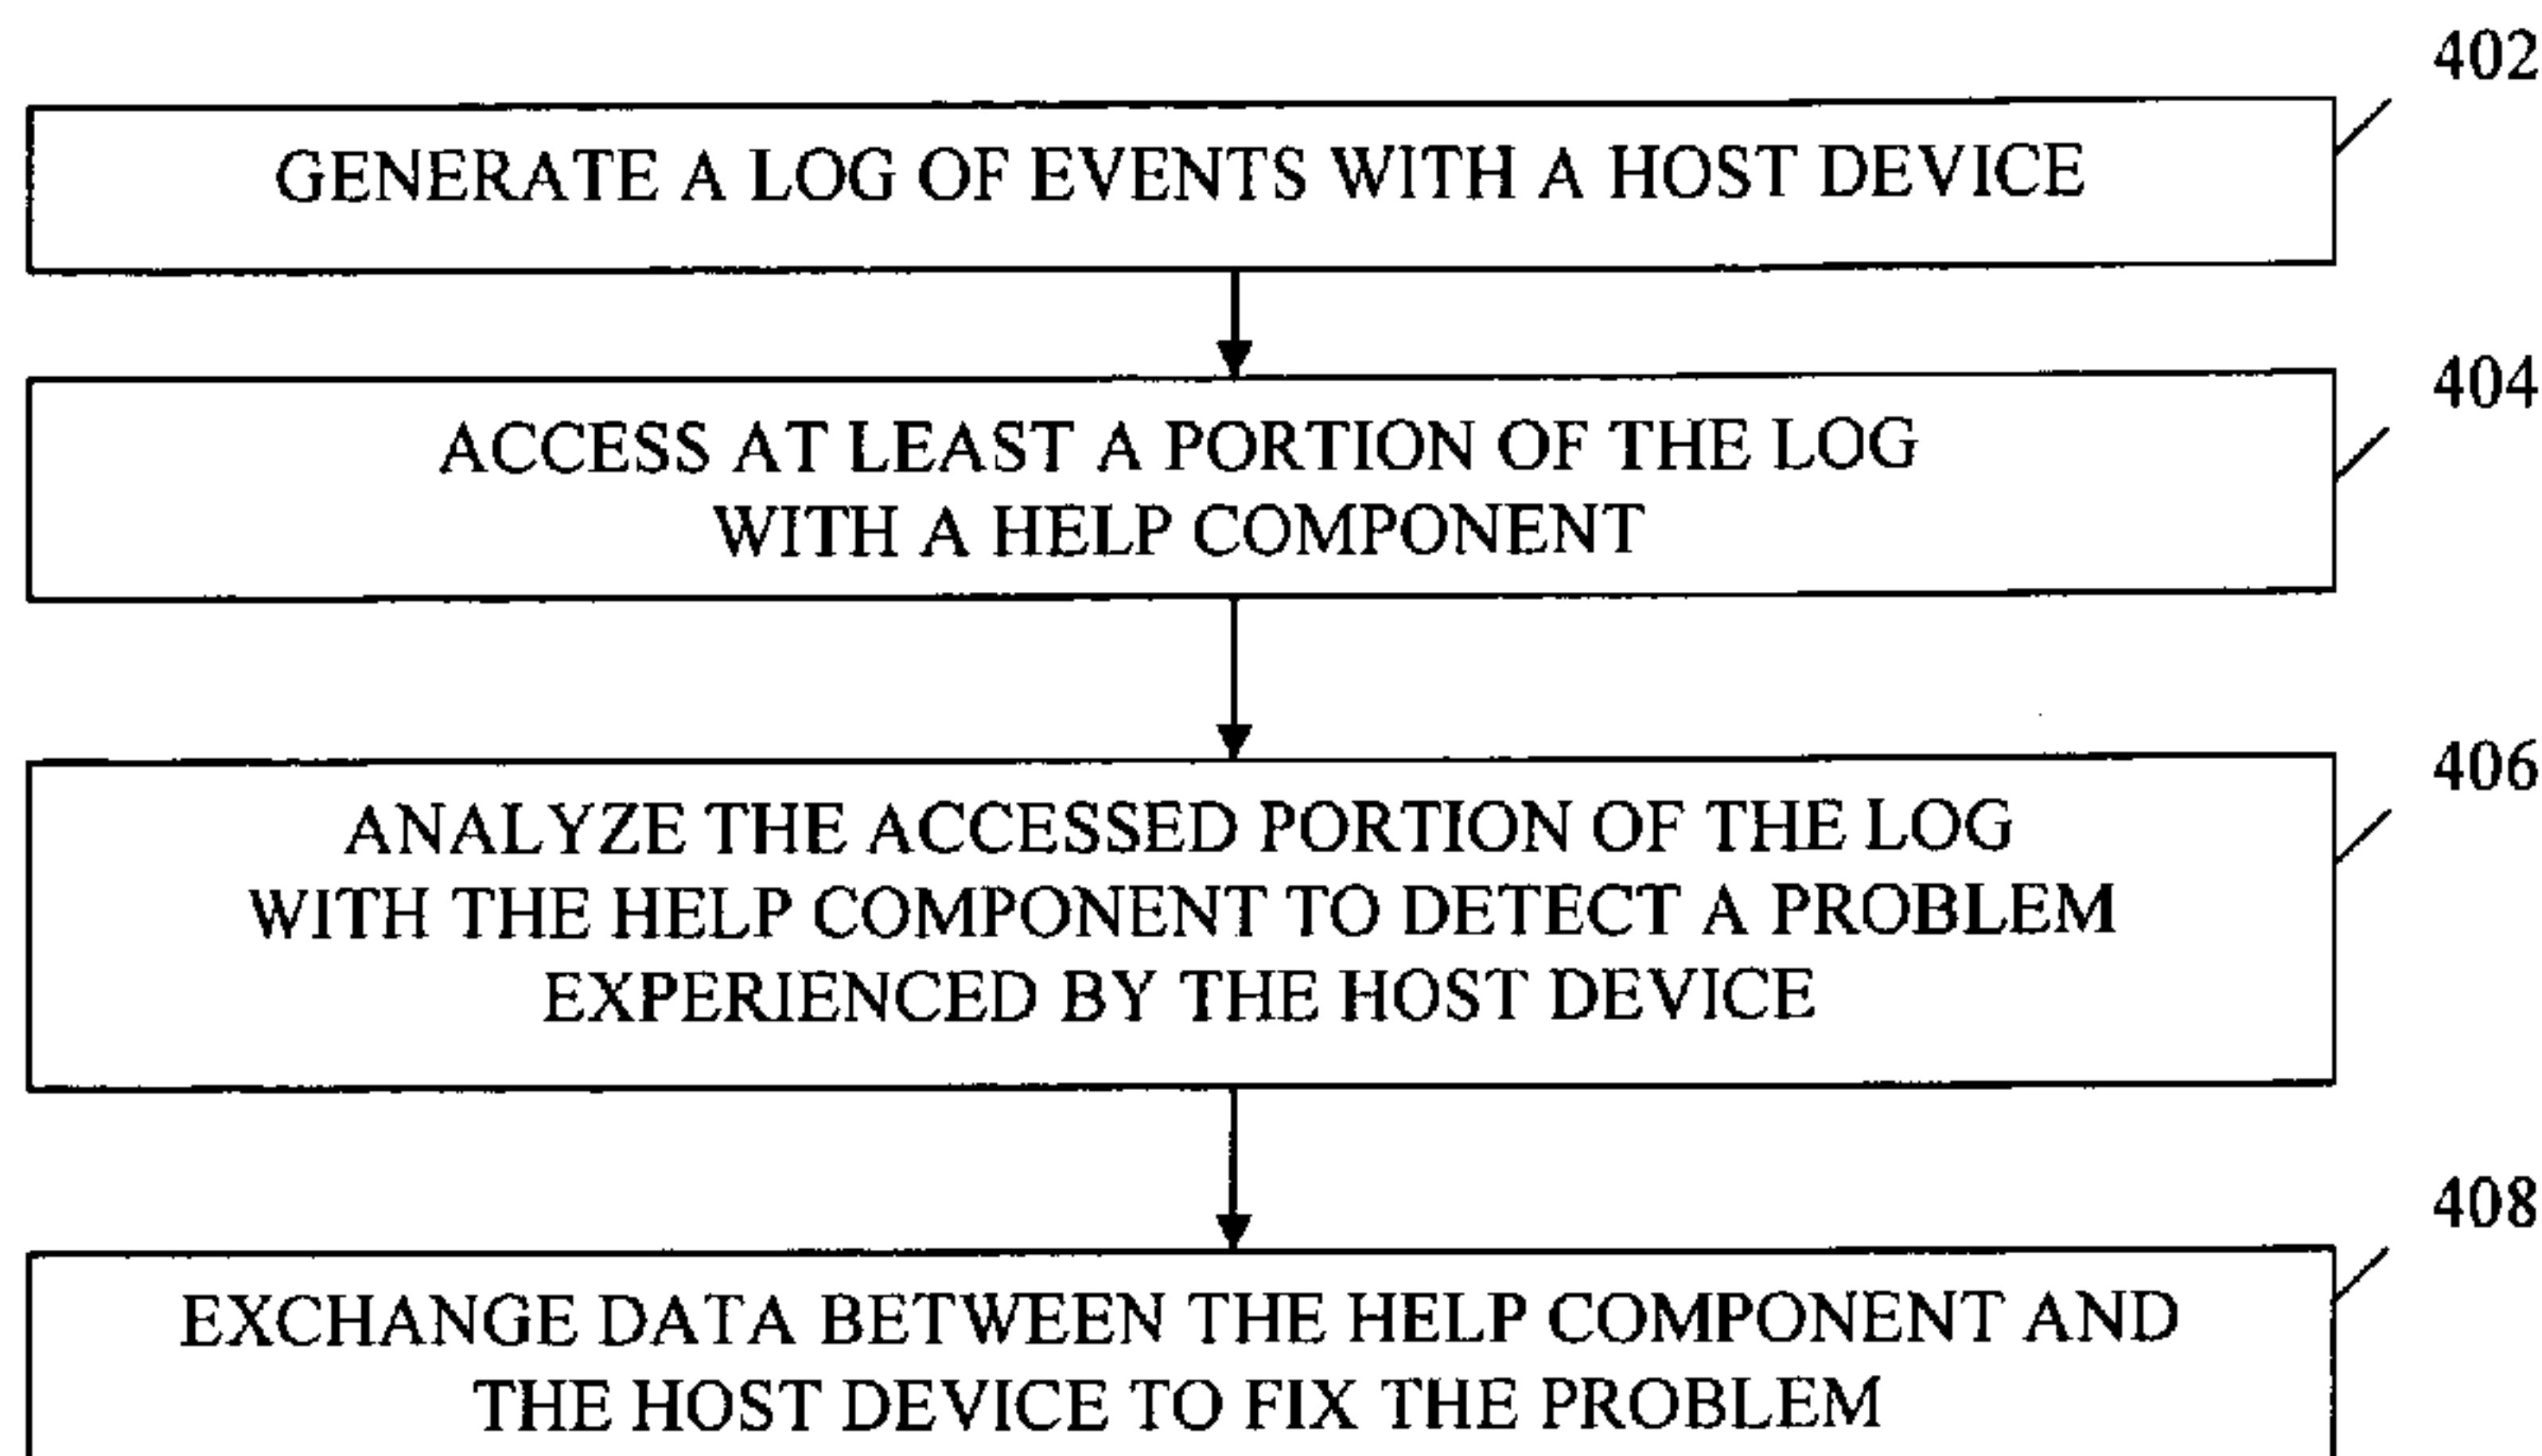 402
GENERATE A LOG OF EVENTS WITH A HOST DEVICE
404
ACCESS AT LEAST A PORTION OF THE LOG
WITH A HELP COMPONENT
406
ANALYZE THE ACCESSED PORTION OF THE LOG
WITH THE HELP COMPONENT TO DETECT A PROBLEM
EXPERIENCED BY THE HOST DEVICE
408
EXCHANGE DATA BETWEEN THE HELP COMPONENT AND
THE HOST DEVICE TO FIX THE PROBLEM